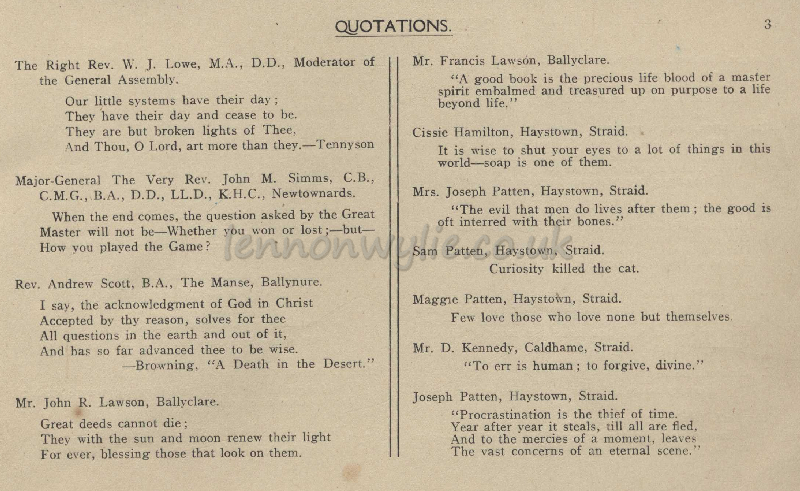 QUOTATIONS.
3
The Right Rev. W. J. Lowe, M.A., D.D., Moderator of
the General Assembly.
Our little systems have their day;
They have their day and cease to be.
They are but broken lights of Thee,
And Thou, O Lord, art more than they.—Tennyson
Major-General The Very Rev. John M. Simms, C.B.,
C.M.G., B.A., D.D., LL.D., K.H.C., Newtownards.
When the end comes, the question asked by the Great
Master will not be—Whether you won or lost;—but—
How you played the Game?
Rev. Andrew Scott, B.A., The Manse, Ballynure.
I say, the acknowledgment of God in Christ
Accepted by thy reason, solves for thee
All questions in the earth and out of it,
And has so far advanced thee to be wise.
—Browning, "A Death in the Desert."
Mr. John R. Lawson, Ballyclare.
Great deeds cannot die;
They with the sun and moon renew their light
For ever, blessing those that look on them.
Mr. Francis Lawson, Ballyclare.
"A good book is the precious life blood of a master
spirit embalmed and treasured up on purpose to a life
beyond life."
Cissie Hamilton, Haystown, Straid.
It is wise to shut your eyes to a lot of things in this
world—soap is one of them.
Mrs. Joseph Patten, Haystown, Straid.
"The evil that men do lives after them; the good is
oft interred with their bones."
Sam Patten, Haystown, Straid.
Curiosity killed the cat.
Maggie Patten, Haystown, Straid.
Few love those who love none but themselves.
Mr. D. Kennedy, Caldhame, Straid.
"To err is human; to forgive, divine."
Joseph Patten, Haystown, Straid.
"Procrastination is the thief of time.
Year after year it steals, till all are fled,
And to the mercies of a moment, leaves
The vast concerns of an eternal scene."
lennonwylie.co.uk